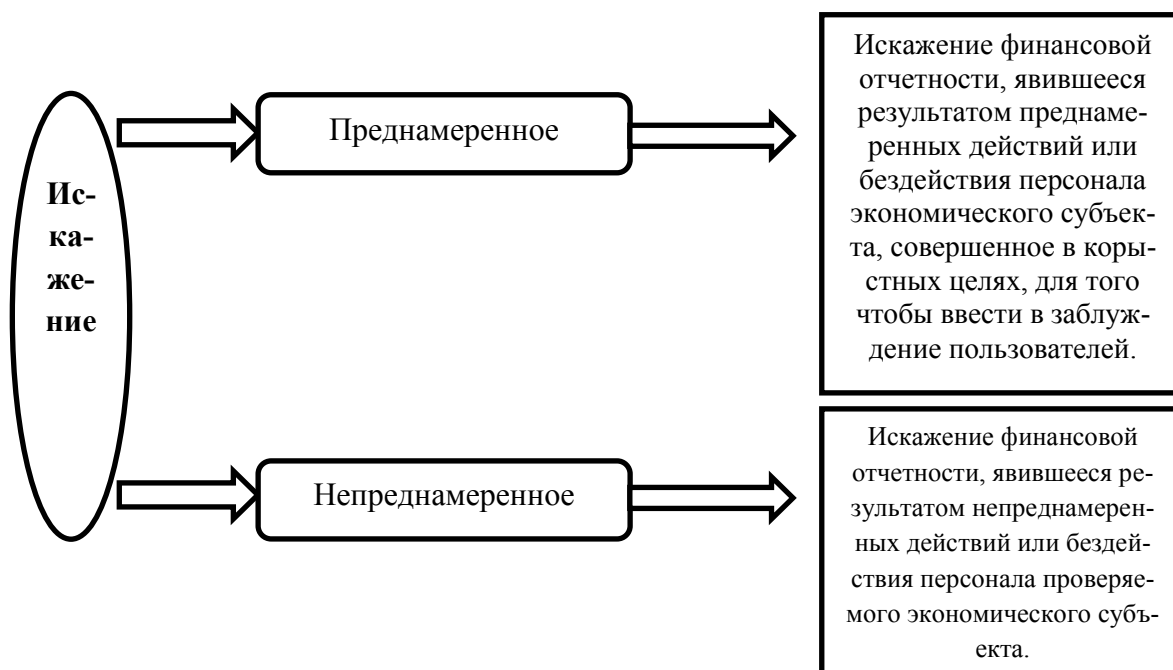 Ис-
ка-
же-
ние
Преднамеренное
Искажение финансовой
отчетности, явившееся
результатом преднаме-
ренных действий или
бездействия персонала
экономического субъек-
та, совершенное в коры-
стных целях, для того
чтобы ввести в заблуж-
дение пользователей.
Непреднамеренное
Искажение финансовой
отчетности, явившееся ре-
зультатом непреднамерен-
ных действий или бездей-
ствия персонала проверяе-
мого экономического субъ-
екта.